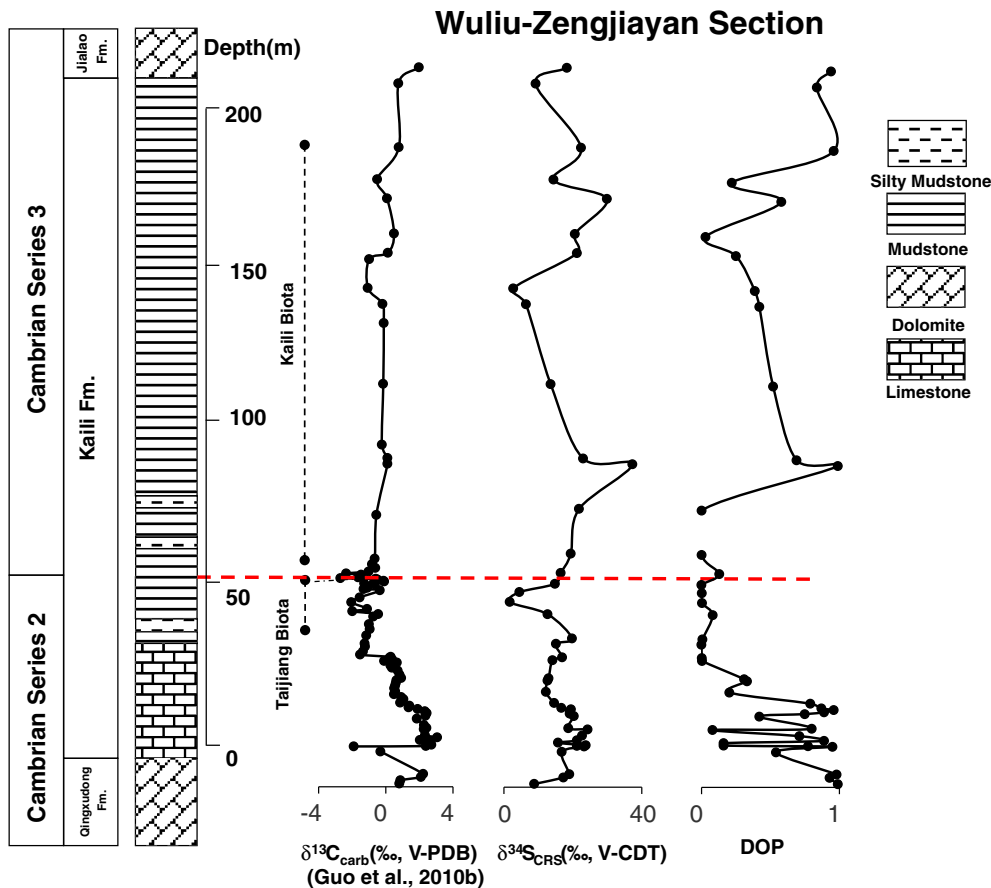 Wuliu-Zengjiayan Section
Depth(m)
Cambrian Series 3
Cambrian Series 2
Jialao
Fm.
Kaili Fm.
Qingxudong
Fm.
200
150
100
50
0
Kaili Biota
Taijiang Biota
-4
0
4
δ¹³Ccarb(‰, V-PDB)
(Guo et al., 2010b)
0
40
δ³⁴SCRS(‰, V-CDT)
0
1
DOP
Silty Mudstone
Mudstone
Dolomite
Limestone